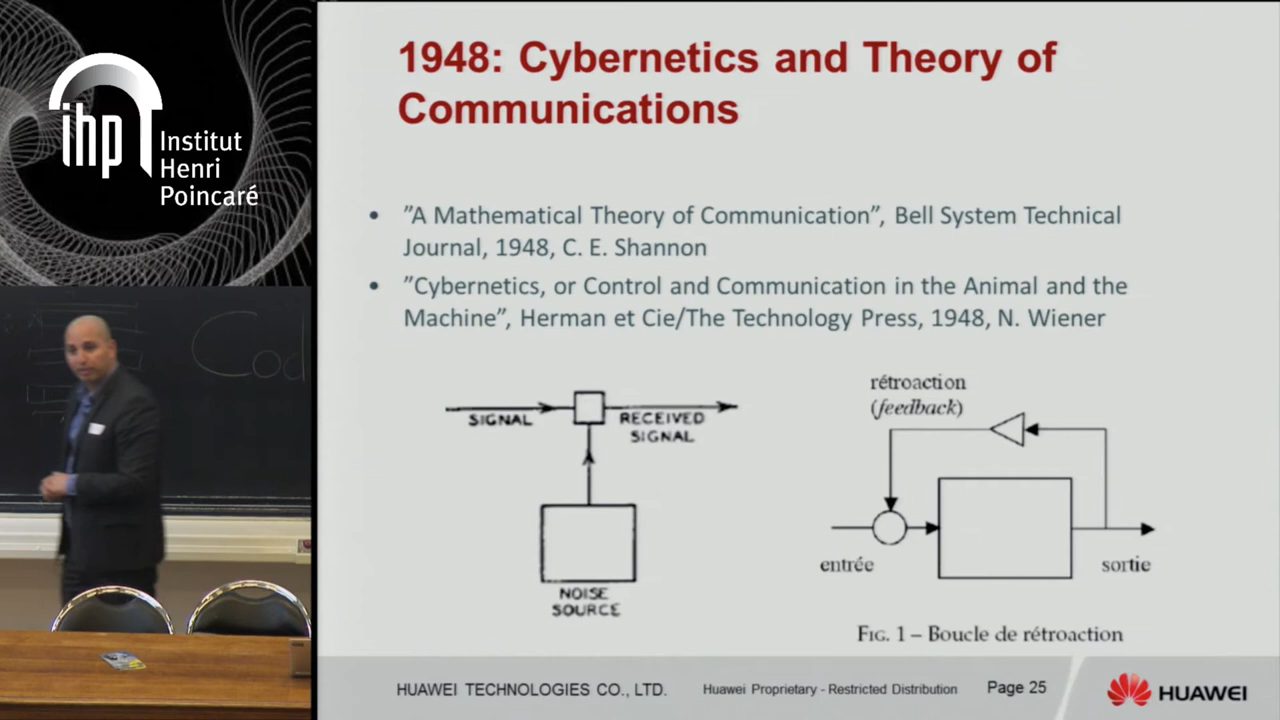 ihp Institut
Henri
Poincaré
Cod
1948: Cybernetics and Theory of
Communications
• ”A Mathematical Theory of Communication”, Bell System Technical
Journal, 1948, C. E. Shannon
• ”Cybernetics, or Control and Communication in the Animal and the
Machine”, Herman et Cie/The Technology Press, 1948, N. Wiener
SIGNAL
RECEIVED
SIGNAL
NOISE
SOURCE
rétroaction
(feedback)
entrée
sortie
FIG. 1 – Boucle de rétroaction
HUAWEI TECHNOLOGIES CO., LTD.
Huawei Proprietary - Restricted Distribution
Page 25
HUAWEI